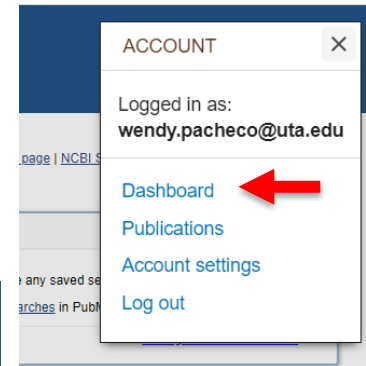 ACCOUNT
Logged in as:
wendy.pacheco@uta.edu
page | NCBI S
Dashboard
Publications
Account settings
any saved se
arches in PubM
Log out